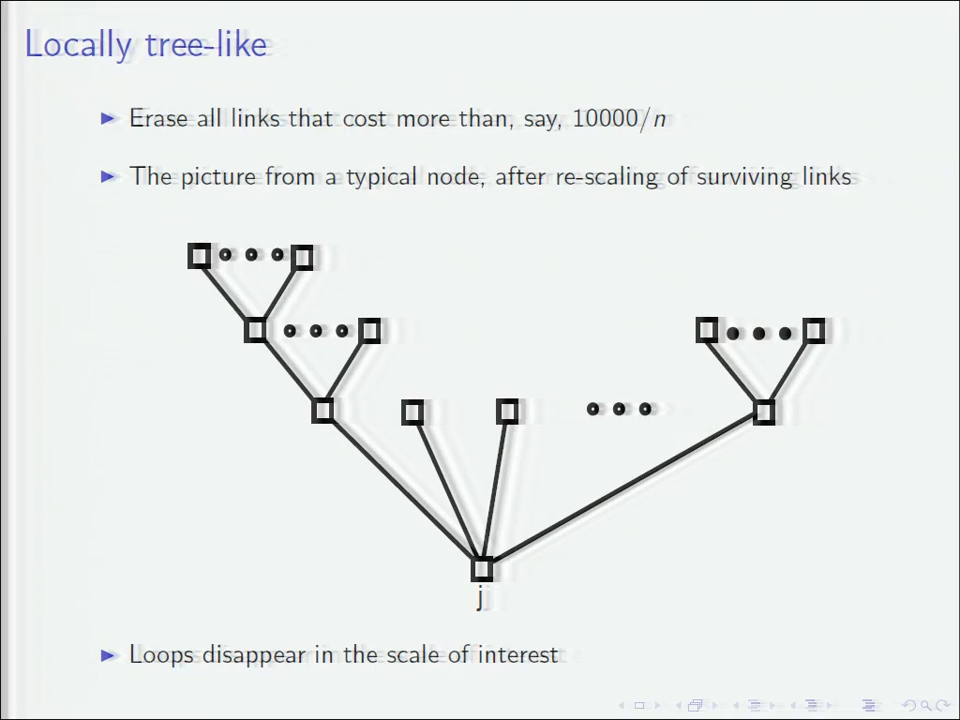 Locally tree-like
Erase all links that cost more than, say, 10000/n
The picture from a typical node, after re-scaling of surviving links
j
Loops disappear in the scale of interest